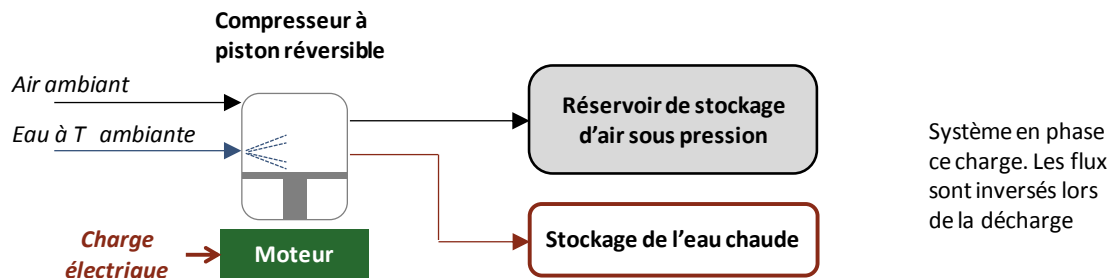 Compresseur à
piston réversible
Air ambiant
Eau à T ambiante
Réservoir de stockage
d'air sous pression
Système en phase
ce charge. Les flux
sont inversés lors
de la décharge
Stockage de l'eau chaude
Charge
électrique
Moteur